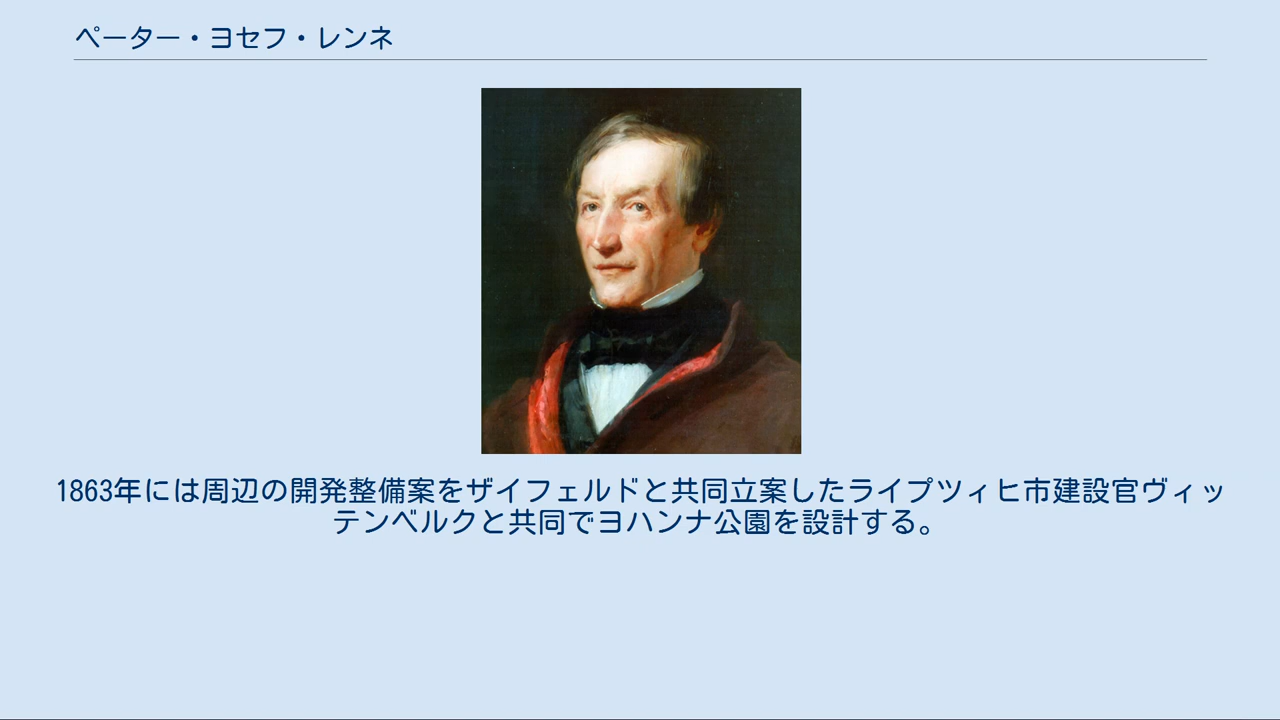 ペーター・ヨセフ・レンネ
1863年には周辺の開発整備案をザイフェルドと共同立案したライプツィヒ市建設官ヴィッ
テンベルクと共同でヨハンナ公園を設計する。